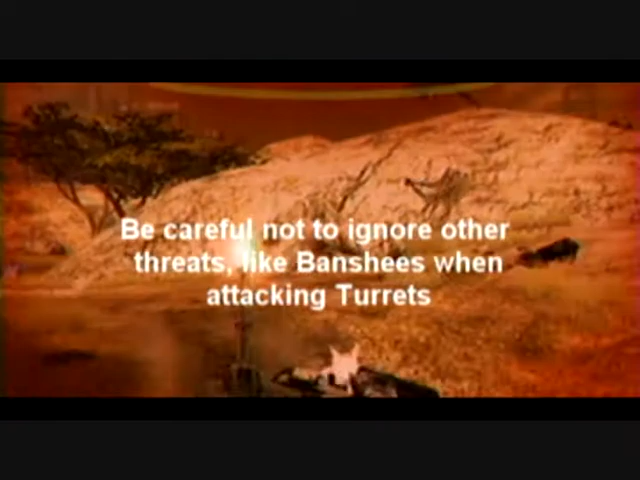 Be careful not to ignore other
threats, like Banshees when
attacking Turrets